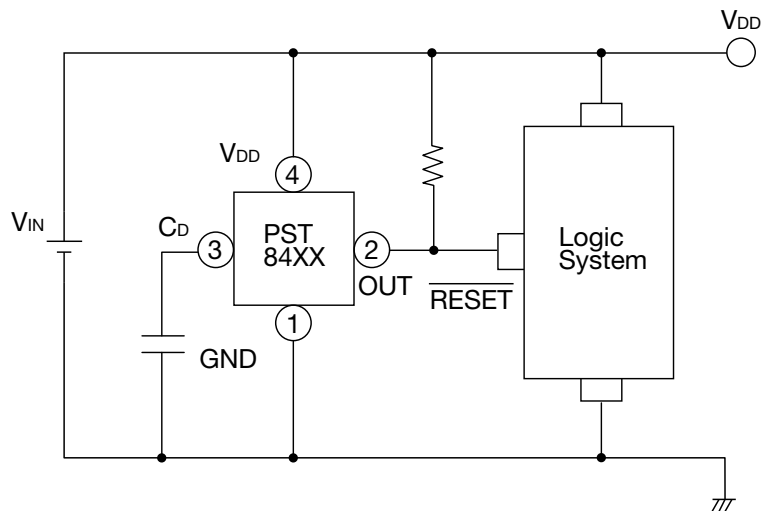 VDD
VDD
4
VIN
CD
3
PST
84XX
2
OUT
RESET
Logic
System
1
GND